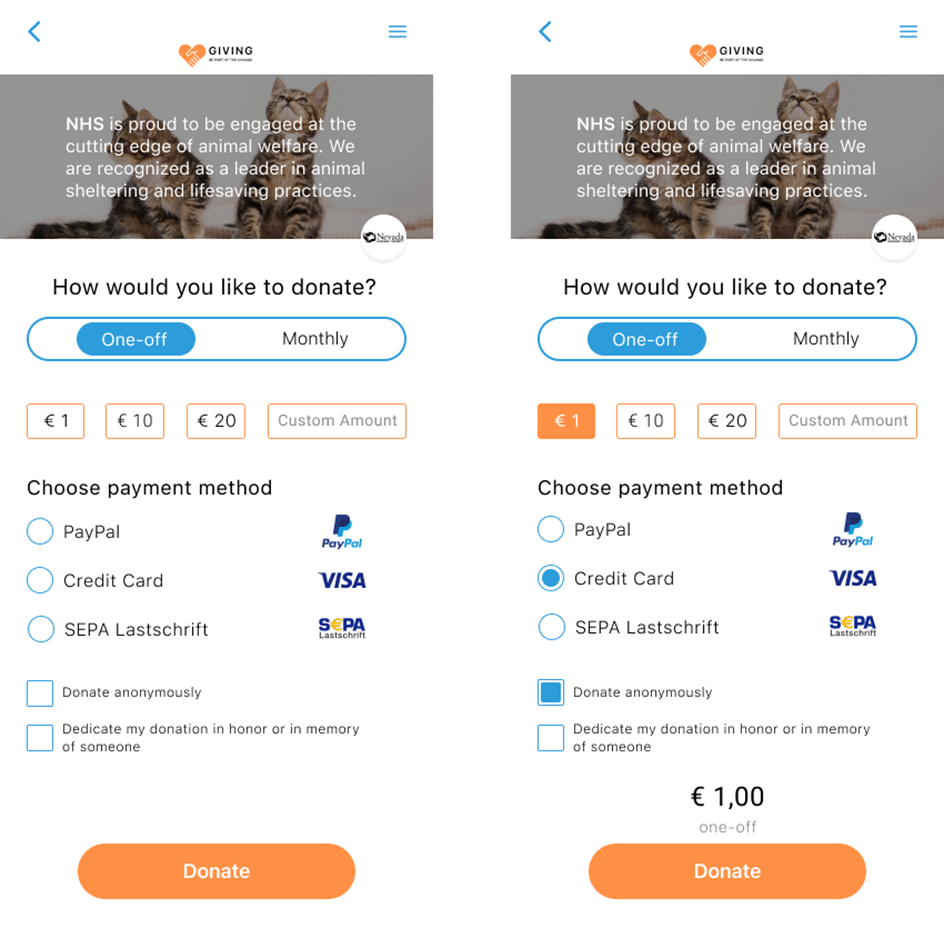 GIVING
BE PART OF THE CHANGE
NHS is proud to be engaged at the
cutting edge of animal welfare. We
are recognized as a leader in animal
sheltering and lifesaving practices.
Nevada
How would you like to donate?
One-off Monthly
€ 1 € 10 € 20 Custom Amount
Choose payment method
PayPal PayPal
Credit Card VISA
SEPA Lastschrift S€PA
Lastschrift
Donate anonymously
Dedicate my donation in honor or in memory
of someone
Donate
GIVING
BE PART OF THE CHANGE
NHS is proud to be engaged at the
cutting edge of animal welfare. We
are recognized as a leader in animal
sheltering and lifesaving practices.
Nevada
How would you like to donate?
One-off Monthly
€ 1 € 10 € 20 Custom Amount
Choose payment method
PayPal PayPal
Credit Card VISA
SEPA Lastschrift S€PA
Lastschrift
Donate anonymously
Dedicate my donation in honor or in memory
of someone
€ 1,00
one-off
Donate